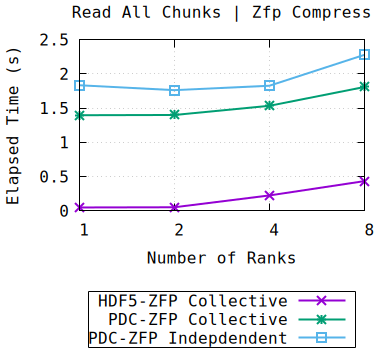 Read All Chunks | Zfp Compress
2.5
2
1.5
1
0.5
0
Elapsed Time (s)
1 2 4 8
Number of Ranks
HDF5-ZFP Collective
PDC-ZFP Collective
PDC-ZFP Indepdendent